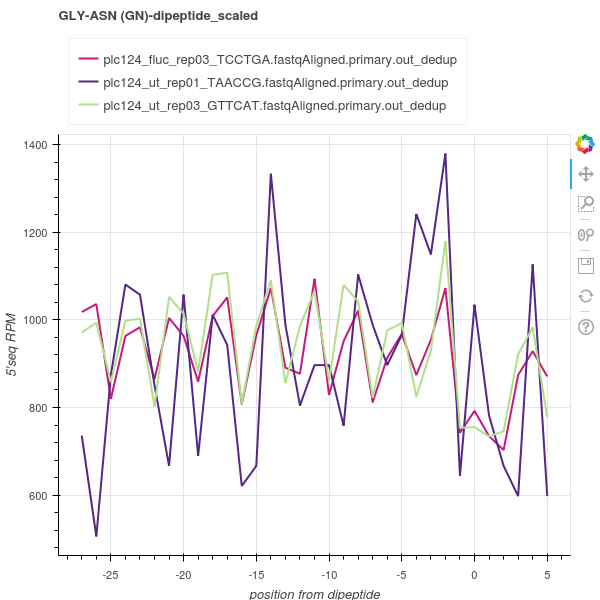 GLY-ASN (GN)-dipeptide_scaled
plc124_fluc_rep03_TCCTGA.fastqAligned.primary.out_dedup
plc124_ut_rep01_TAACCG.fastqAligned.primary.out_dedup
plc124_ut_rep03_GTTCAT.fastqAligned.primary.out_dedup
1400
1200
1000
800
600
5'seq RPM
-25 -20 -15 -10 -5 0 5
position from dipeptide